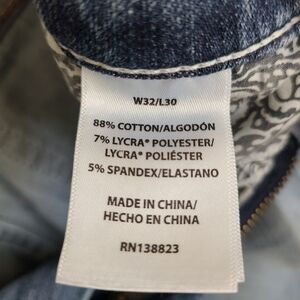 W32/L30
88% COTTON/ALGODÓN
7% LYCRA® POLYESTER/
LYCRA® POLIÉSTER
5% SPANDEX/ELASTANO
MADE IN CHINA/
HECHO EN CHINA
RN138823